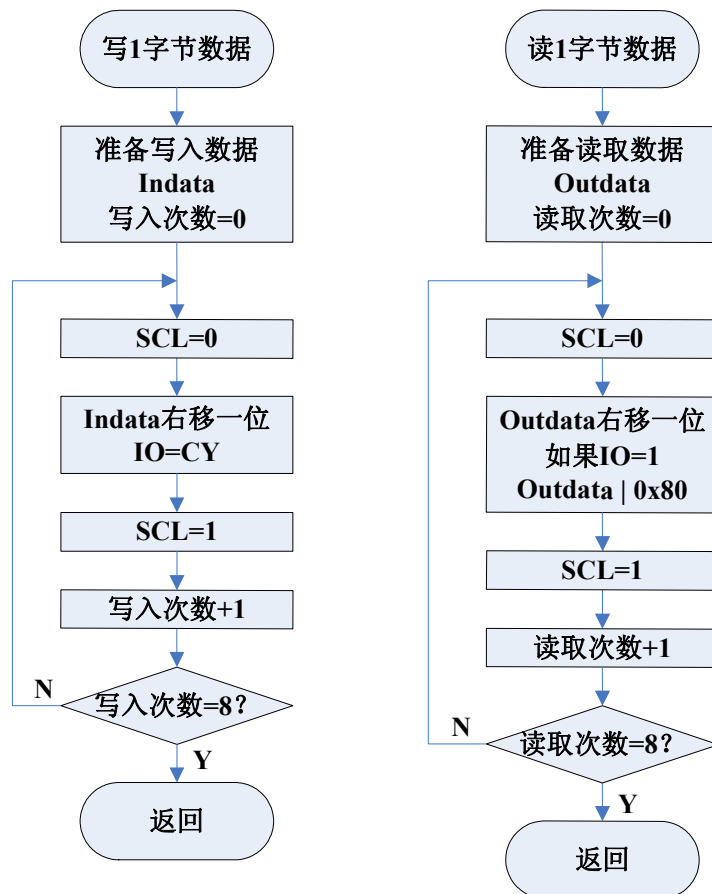 写1字节数据
准备写入数据
Indata
写入次数=0
SCL=0
Indata右移一位
IO=CY
SCL=1
写入次数+1
写入次数=8?
N
Y
返回
读1字节数据
准备读取数据
Outdata
读取次数=0
SCL=0
Outdata右移一位
如果IO=1
Outdata | 0x80
SCL=1
读取次数+1
读取次数=8?
N
Y
返回